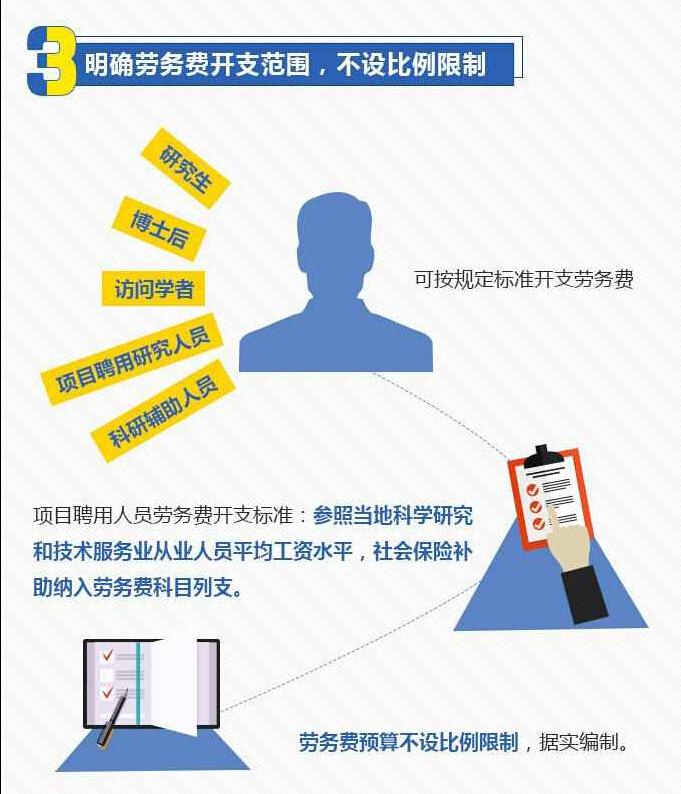 3
明确劳务费开支范围，不设比例限制
研究生
博士后
访问学者
项目聘用研究人员
科研辅助人员
可按规定标准开支劳务费
项目聘用人员劳务费开支标准：参照当地科学研究
和技术服务业从业人员平均工资水平，社会保险补
助纳入劳务费科目列支。
劳务费预算不设比例限制，据实编制。